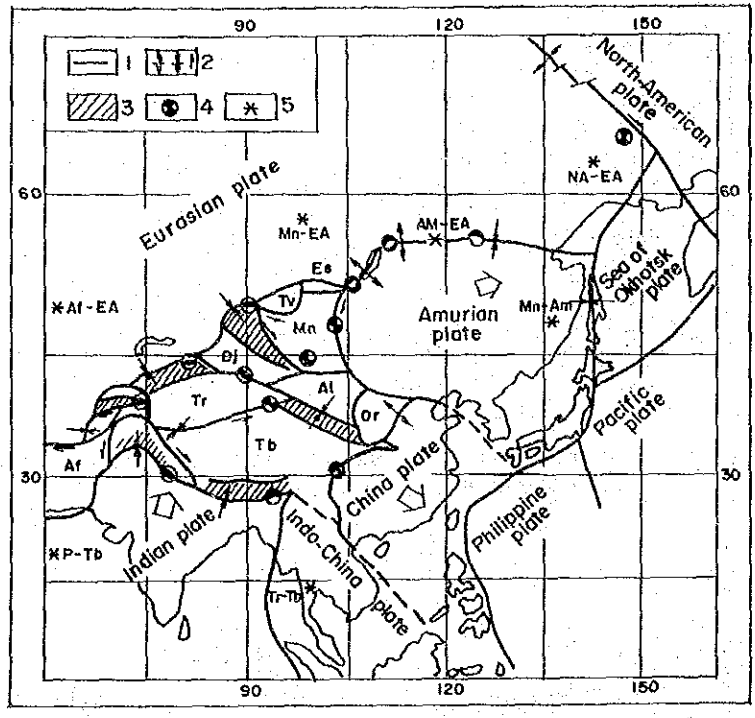 90
120
150
1
2
3
4
5
North-American
plate
60
60
NA-EA
Eurasian plate
Mn-EA
AM-EA
Sea of
Okhotsk
plate
Es
Tv
Af-EA
Mn
Amurian
plate
Mn-Am
Dj
Al
Tr
Or
Pacific
plate
Tb
Af
30
30
China plate
Philippine
plate
Indian plate
Indo-China
plate
P-Tb
Tr-Tb
90
120
150